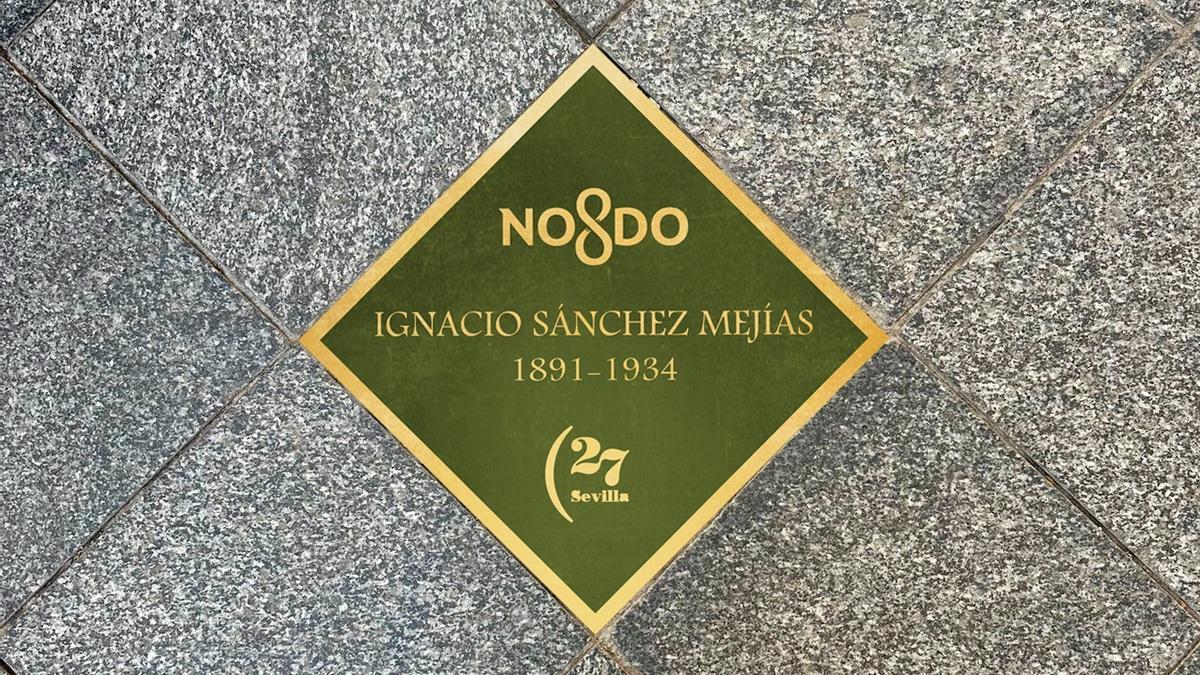 NO8DO
IGNACIO SÁNCHEZ MEJÍAS
1891-1934
(27
Sevilla